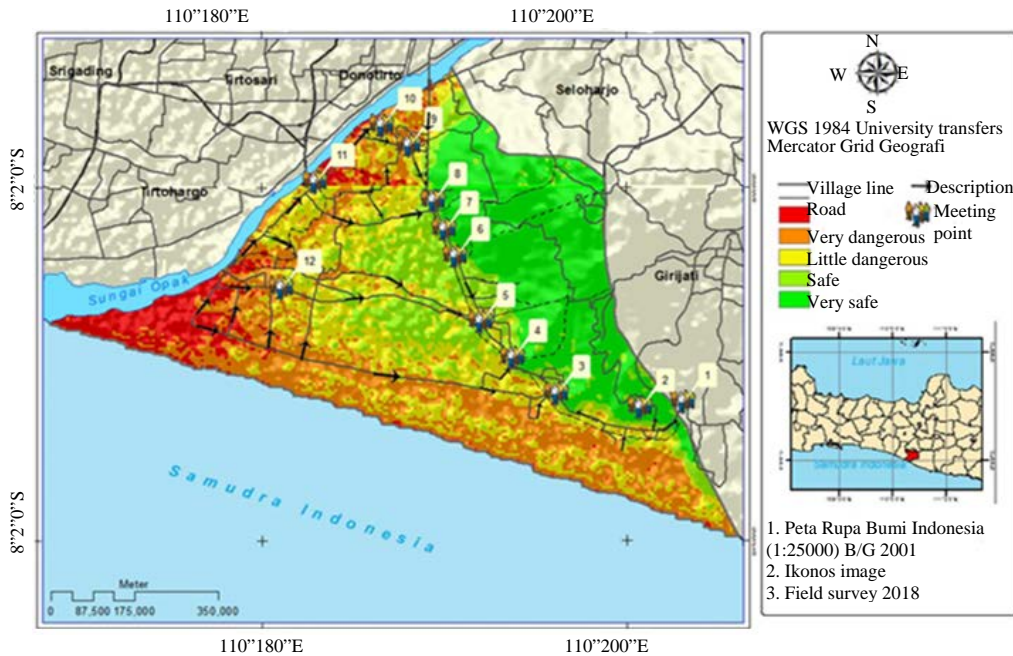 110”180”E
110”200”E
Srigading
Tirtosari
Donotirto
Seloharjo
Tirtohargo
Girijati
Sungai Opak
Samudra Indonesia
8”2”0”S
8”2”0”S
10
9
11
8
7
6
12
5
4
3
2
1
Meter
0 87,500 175,000 350,000
110”180”E
110”200”E
N
W E
S
WGS 1984 University transfers
Mercator Grid Geografi
Village line
Description
Road
Meeting
point
Very dangerous
Little dangerous
Safe
Very safe
Laut Jawa
Samudra Indonesia
1. Peta Rupa Bumi Indonesia
(1:25000) B/G 2001
2. Ikonos image
3. Field survey 2018